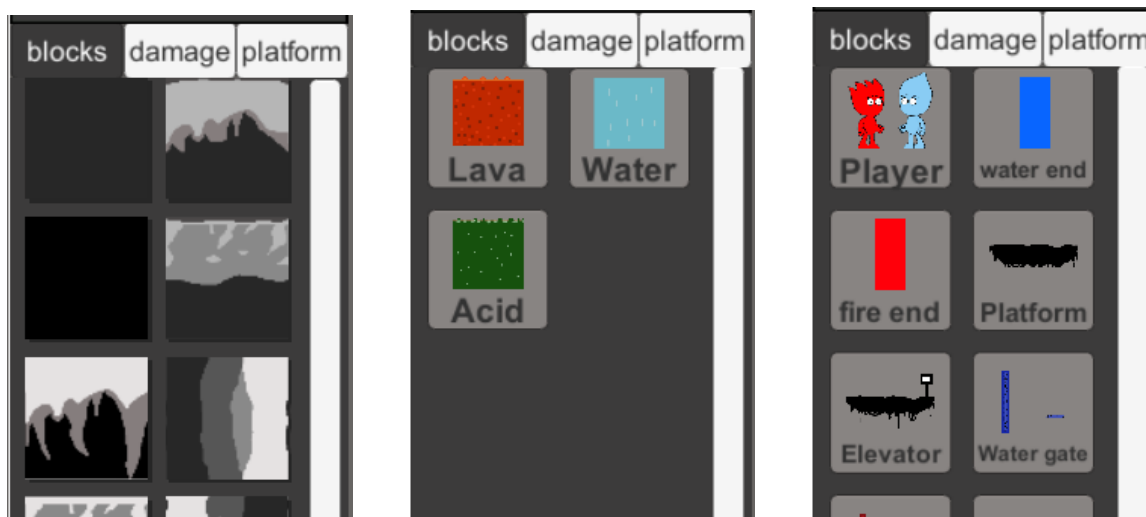 blocks damage platform
blocks damage platform
Lava Water
Acid
blocks damage platform
Player water end
fire end Platform
Elevator Water gate